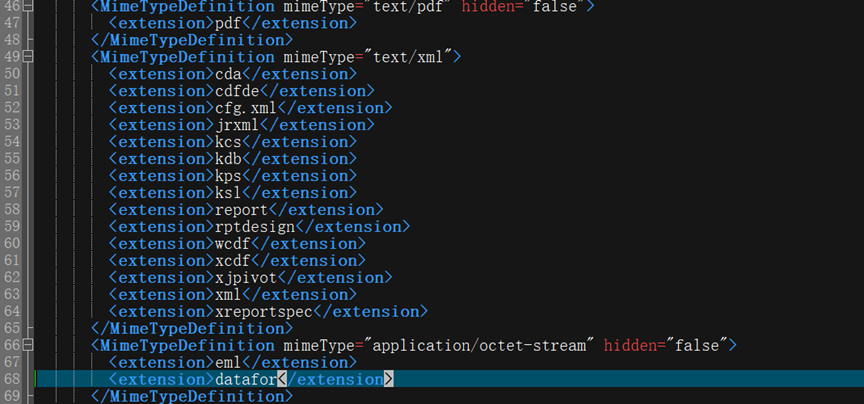 46 <MimeTypeDefinition mimeType="text/pdf" hidden="false">
47 <extension>pdf</extension>
48 </MimeTypeDefinition>
49 <MimeTypeDefinition mimeType="text/xml">
50 <extension>cda</extension>
51 <extension>cdfde</extension>
52 <extension>cfg.xml</extension>
53 <extension>jrxml</extension>
54 <extension>kcs</extension>
55 <extension>kdb</extension>
56 <extension>kps</extension>
57 <extension>ksl</extension>
58 <extension>report</extension>
59 <extension>rptdesign</extension>
60 <extension>wcdf</extension>
61 <extension>xcdf</extension>
62 <extension>xjpivot</extension>
63 <extension>xml</extension>
64 <extension>xreportspec</extension>
65 </MimeTypeDefinition>
66 <MimeTypeDefinition mimeType="application/octet-stream" hidden="false">
67 <extension>eml</extension>
68 <extension>datafor</extension>
69 </MimeTypeDefinition>